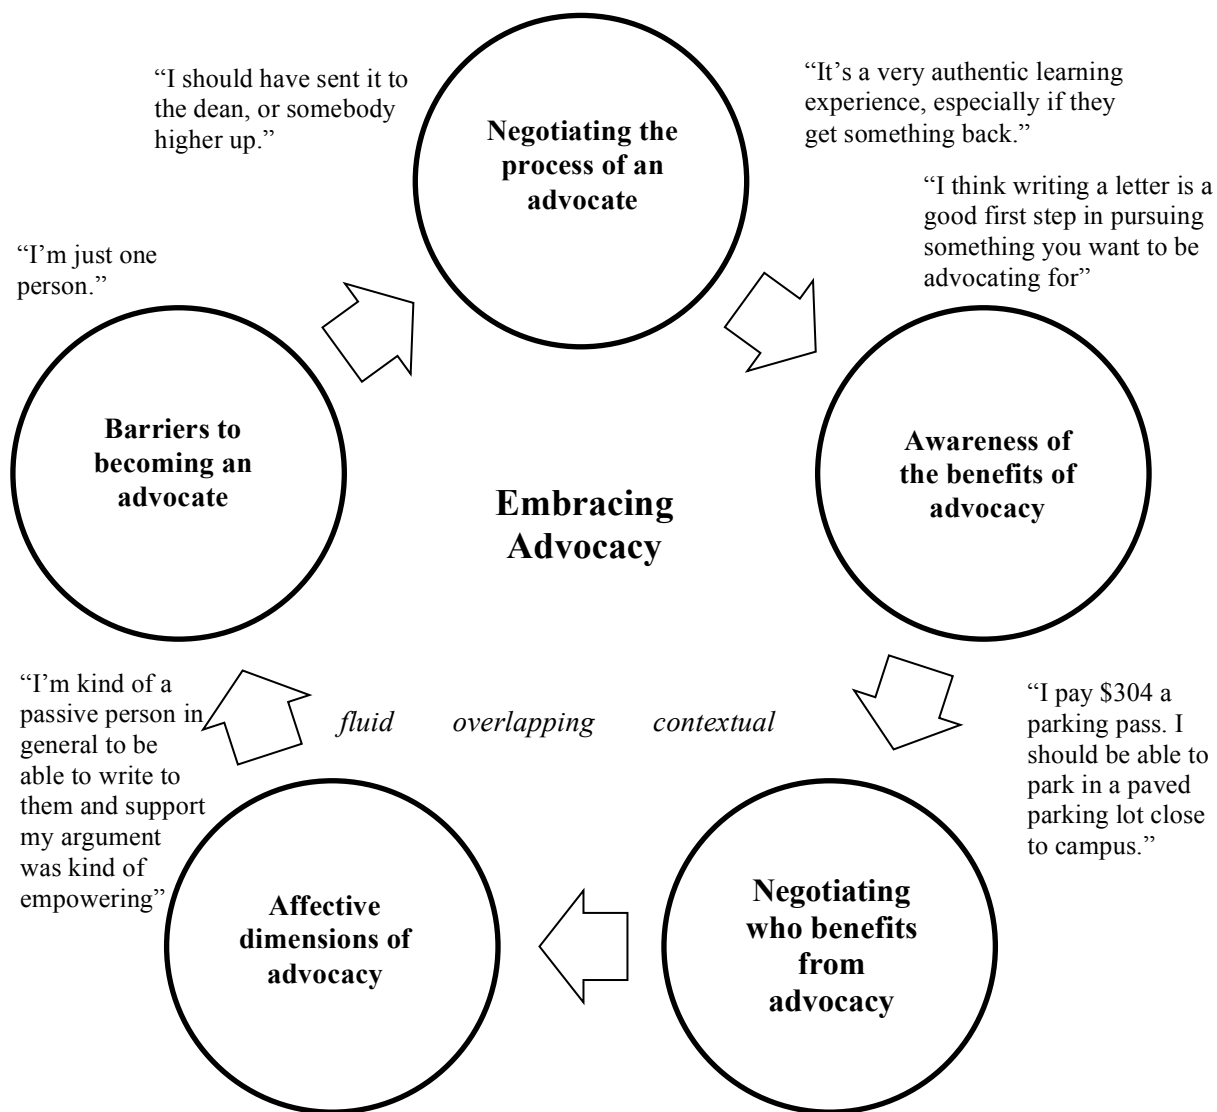 “I should have sent it to
the dean, or somebody
higher up.”
Negotiating the
process of an
advocate
“It’s a very authentic learning
experience, especially if they
get something back.”
“I think writing a letter is a
good first step in pursuing
something you want to be
advocating for”
“I’m just one
person.”
Barriers to
becoming an
advocate
Embracing
Advocacy
Awareness of
the benefits of
advocacy
“I’m kind of a
passive person in
general to be
able to write to
them and support
my argument
was kind of
empowering”
fluid overlapping contextual
“I pay $304 a
parking pass. I
should be able to
park in a paved
parking lot close
to campus.”
Affective
dimensions of
advocacy
Negotiating
who benefits
from
advocacy